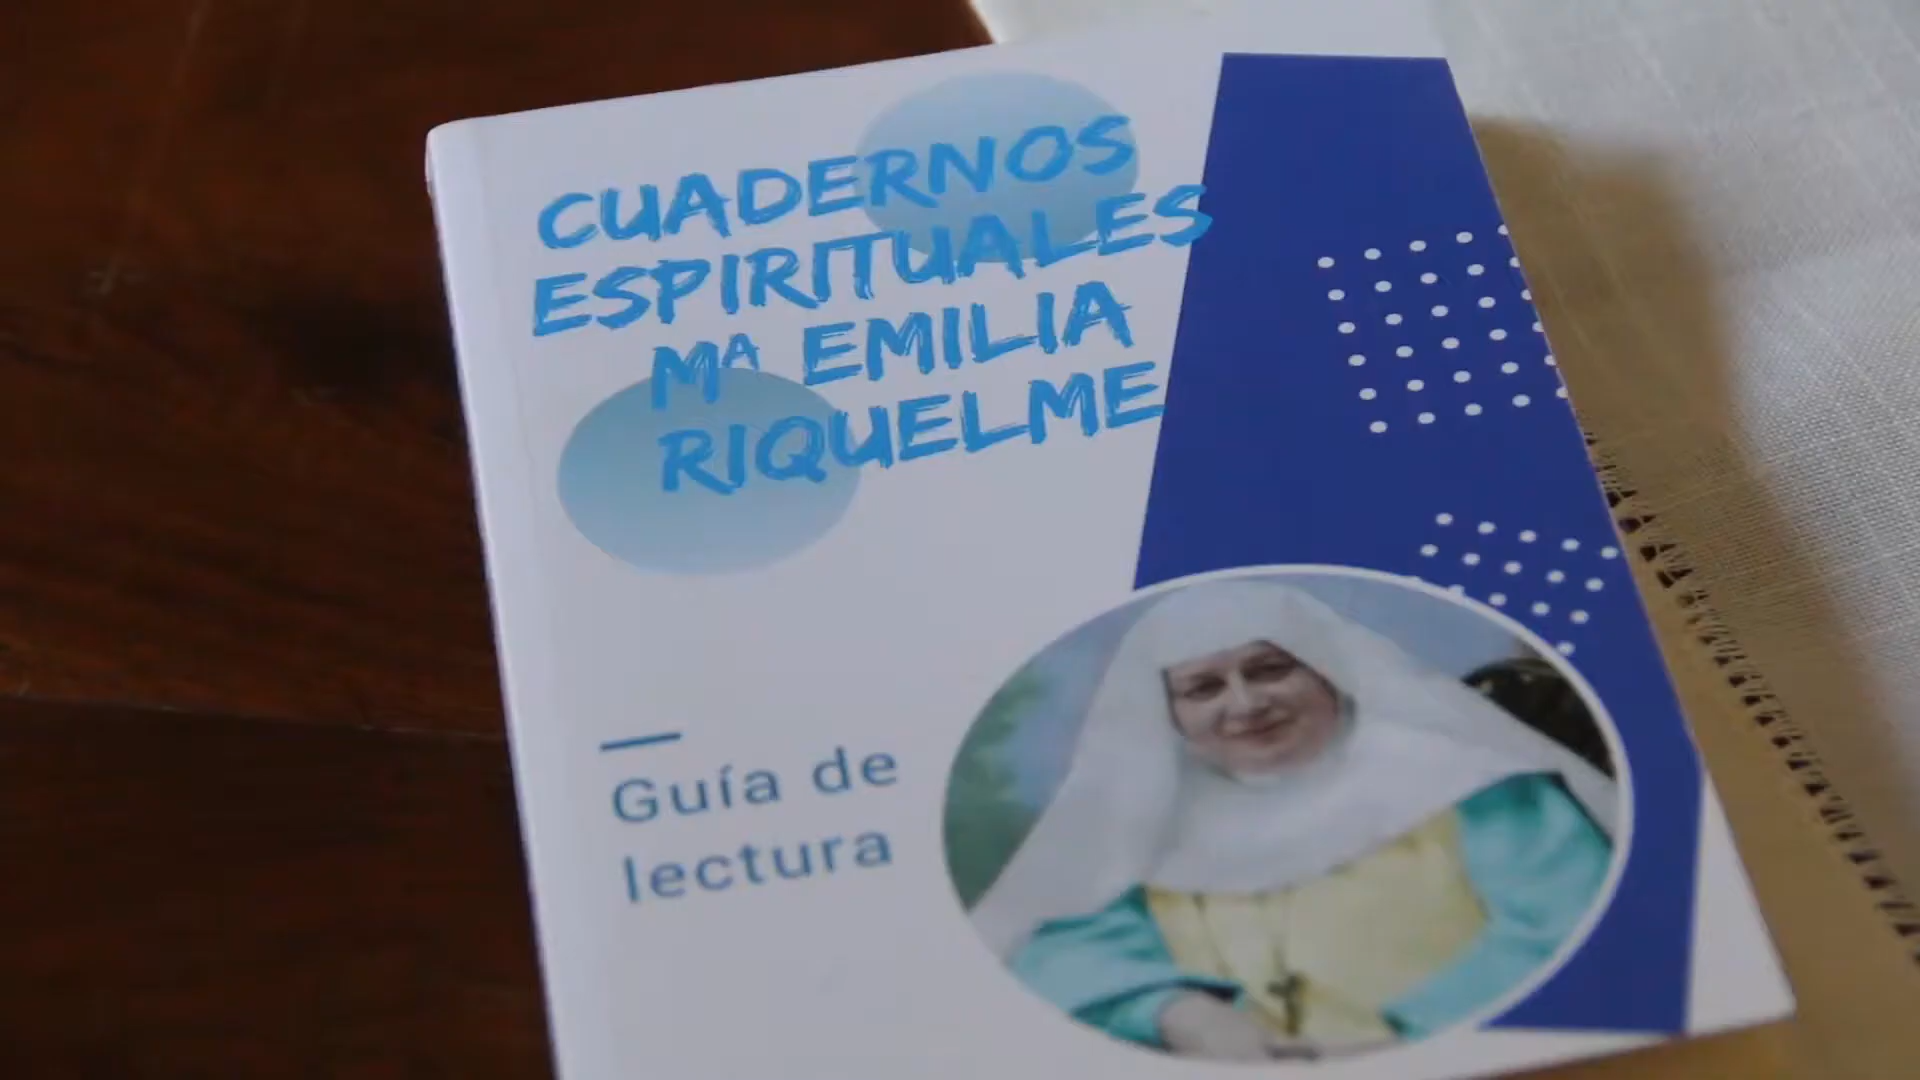 CUADERNOS
ESPIRITUALES
Mª EMILIA
RIQUELME
Guía de
lectura